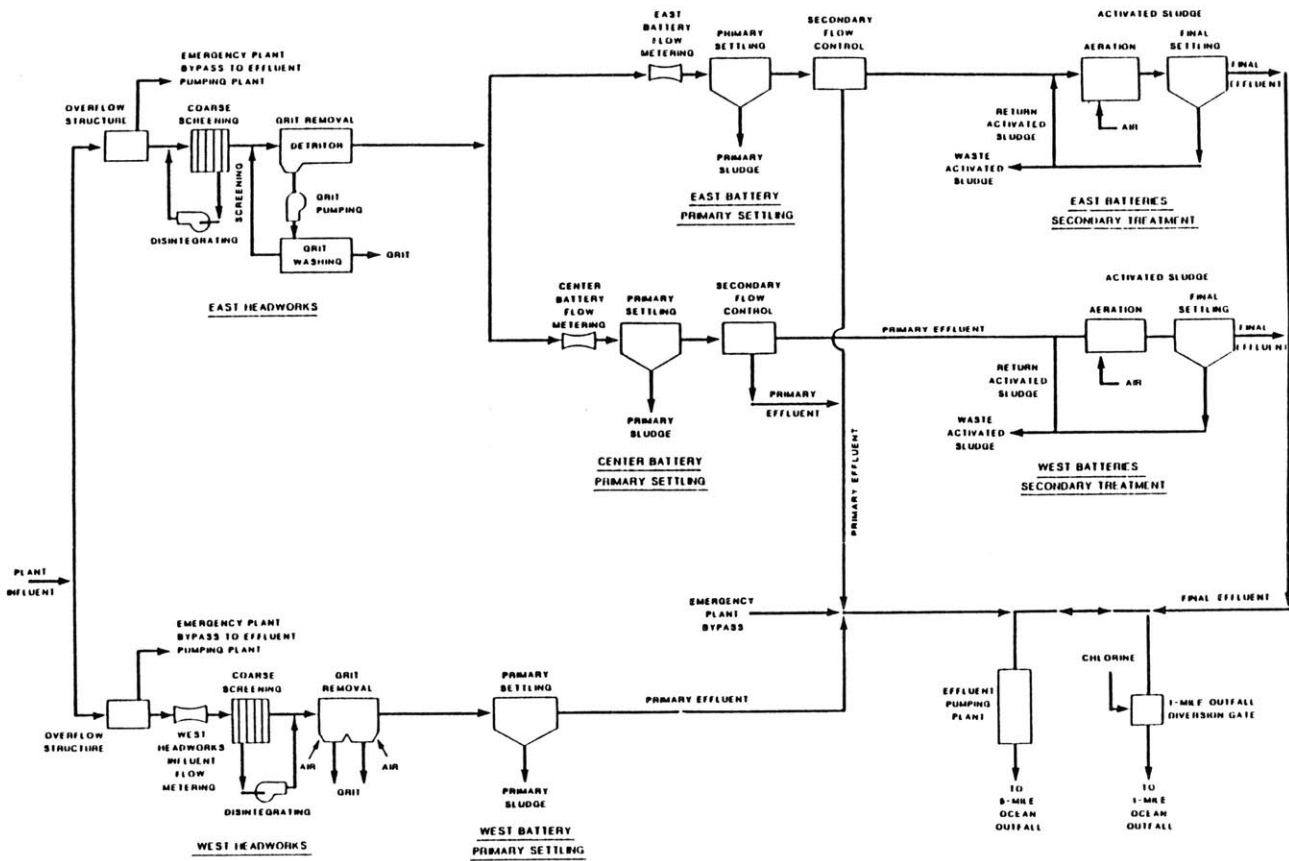 EMERGENCY PLANT
BYPASS TO EFFLUENT
PUMPING PLANT
OVERFLOW
STRUCTURE
COARSE
SCREENING
GRIT REMOVAL
DETRITOR
SCREENING
GRIT
PUMPING
DISINTEGRATING
GRIT
WASHING
GRIT
EAST HEADWORKS
EAST
BATTERY
FLOW
METERING
PRIMARY
SETTLING
SECONDARY
FLOW
CONTROL
PRIMARY
SLUDGE
EAST BATTERY
PRIMARY SETTLING
ACTIVATED SLUDGE
AERATION
FINAL
SETTLING
FINAL
EFFLUENT
RETURN
ACTIVATED
SLUDGE
AIR
WASTE
ACTIVATED
SLUDGE
EAST BATTERIES
SECONDARY TREATMENT
CENTER
BATTERY
FLOW
METERING
PRIMARY
SETTLING
SECONDARY
FLOW
CONTROL
PRIMARY EFFLUENT
PRIMARY
EFFLUENT
PRIMARY
SLUDGE
CENTER BATTERY
PRIMARY SETTLING
PRIMARY EFFLUENT
ACTIVATED SLUDGE
AERATION
FINAL
SETTLING
FINAL
EFFLUENT
RETURN
ACTIVATED
SLUDGE
AIR
WASTE
ACTIVATED
SLUDGE
WEST BATTERIES
SECONDARY TREATMENT
PLANT
INFLUENT
EMERGENCY PLANT
BYPASS TO EFFLUENT
PUMPING PLANT
OVERFLOW
STRUCTURE
WEST
HEADWORKS
INFLUENT
FLOW
METERING
COARSE
SCREENING
GRIT
REMOVAL
AIR
AIR
GRIT
DISINTEGRATING
WEST HEADWORKS
PRIMARY
SETTLING
PRIMARY EFFLUENT
PRIMARY
SLUDGE
WEST BATTERY
PRIMARY SETTLING
EMERGENCY
PLANT
BYPASS
FINAL EFFLUENT
CHLORINE
EFFLUENT
PUMPING
PLANT
1-MILE OUTFALL
DIVERSION GATE
TO
5-MILE
OCEAN
OUTFALL
TO
1-MILE
OCEAN
OUTFALL